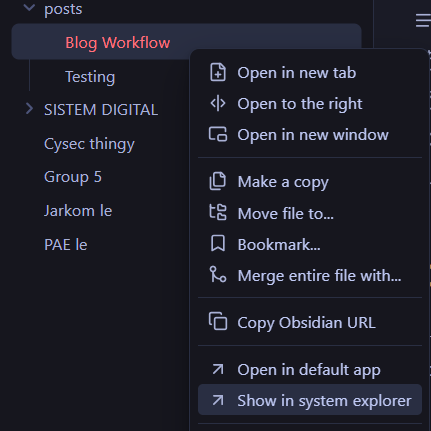 posts
Blog Workflow
Testing
SISTEM DIGITAL
Cysec thingy
Group 5
Jarkom le
PAE le
Open in new tab
Open to the right
Open in new window
Make a copy
Move file to...
Bookmark...
Merge entire file with...
Copy Obsidian URL
Open in default app
Show in system explorer